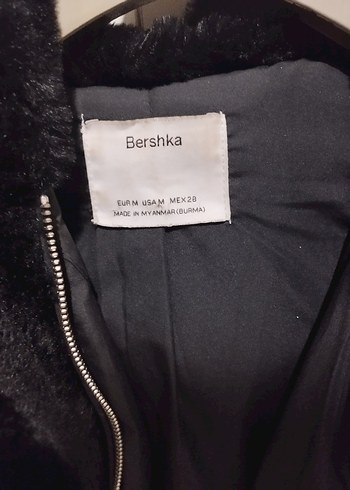 Bershka
EUR M USA M MEX 28
MADE IN MYANMAR (BURMA)